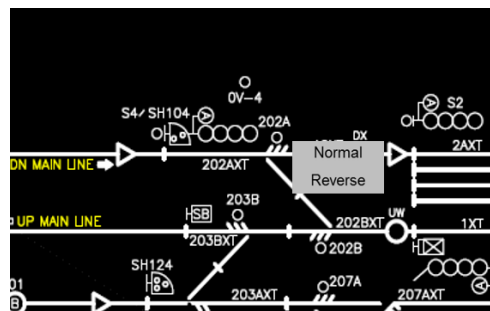 0V-4
S4/SH104
A
S2
A
202A
DX
Normal
2AXT
DN MAIN LINE
202AXT
Reverse
203B
SB
UP MAIN LINE
202BXT
UW
1XT
203BXT
202B
SH124
01
207A
A
B
203AXT
207AXT